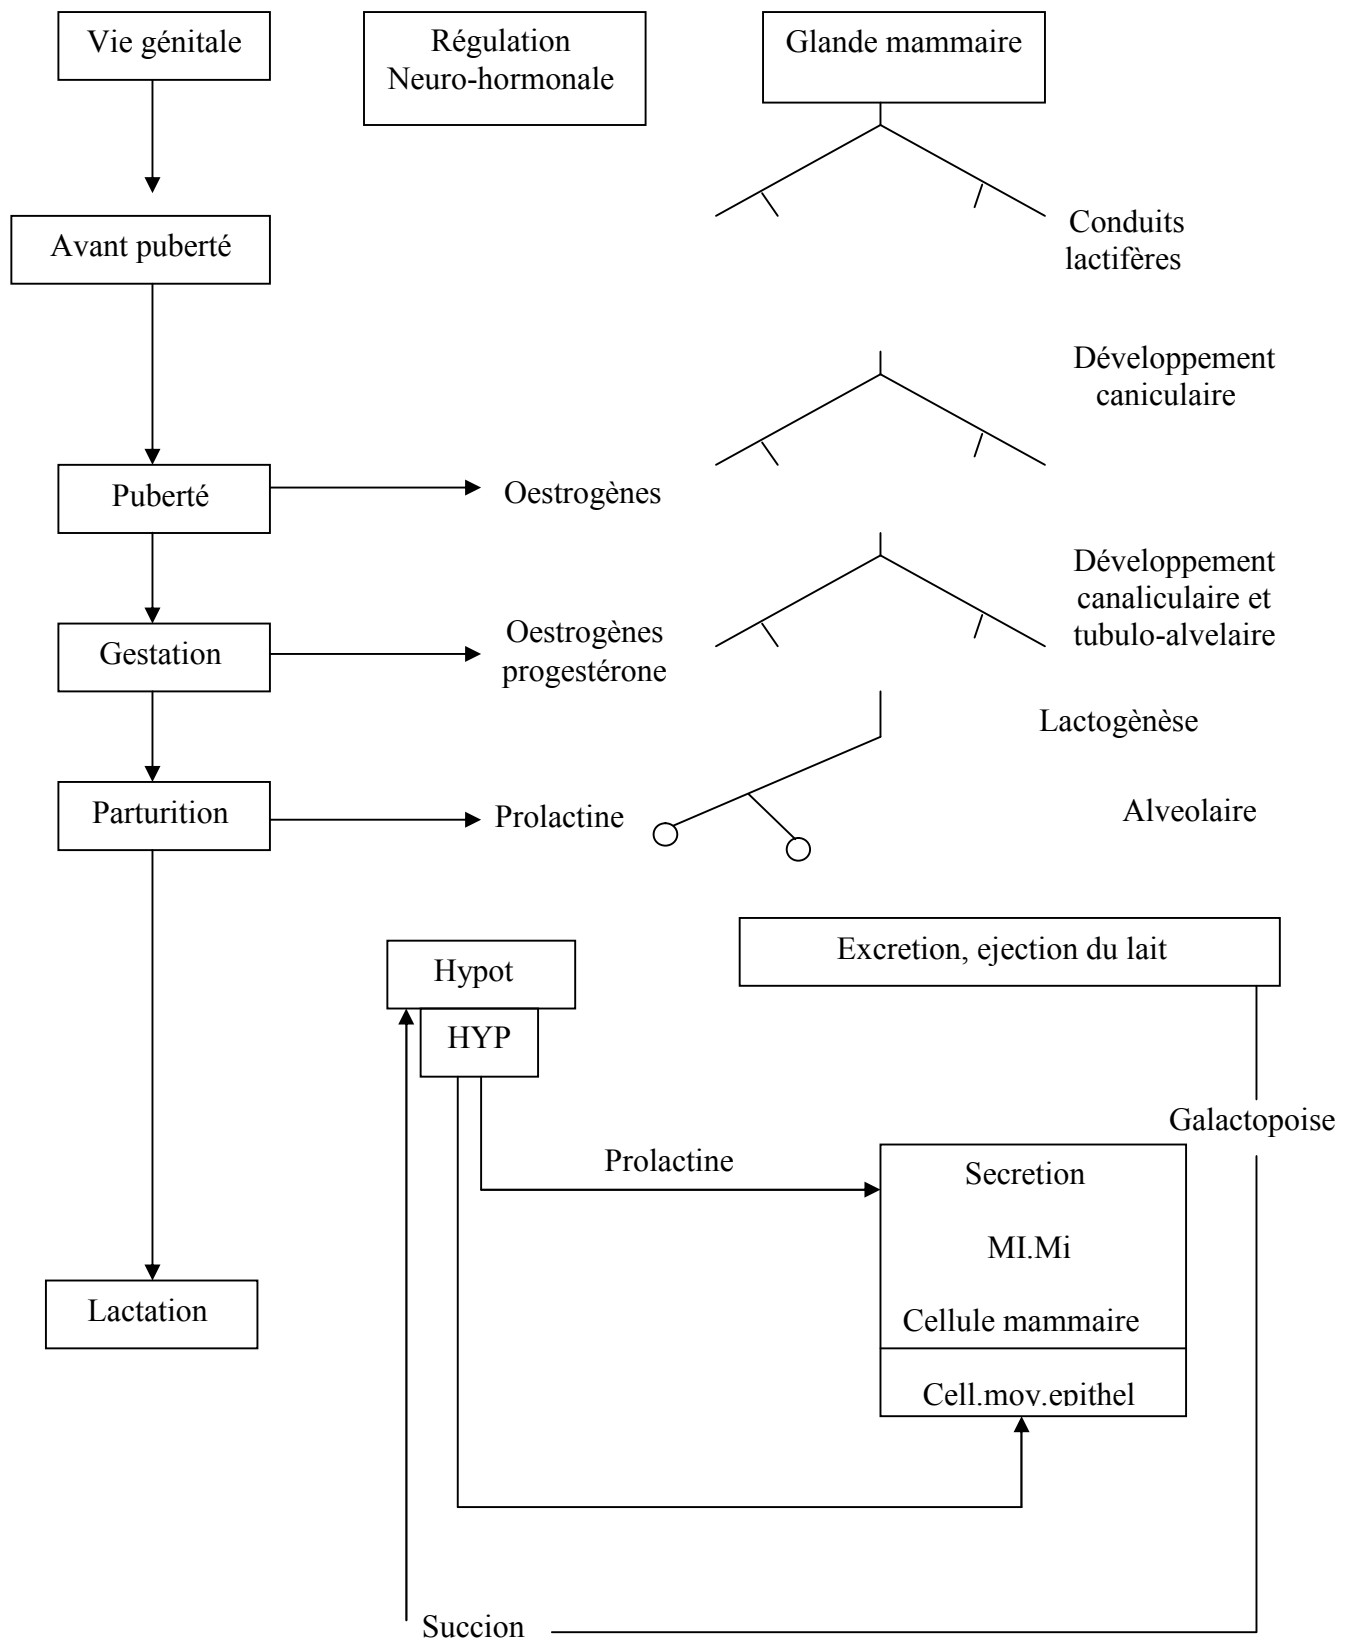 Vie génitale
Régulation
Neuro-hormonale
Glande mammaire
Avant puberté
Conduits
lactifères
Développement
caniculaire
Puberté
Oestrogènes
Développement
canaliculaire et
tubulo-alvelaire
Gestation
Oestrogènes
progestérone
Lactogènèse
Parturition
Prolactine
Alveolaire
Excretion, ejection du lait
Hypot
HYP
Galactopoise
Prolactine
Secretion
MI.Mi
Cellule mammaire
Lactation
Cell.moy.epithel
Succion